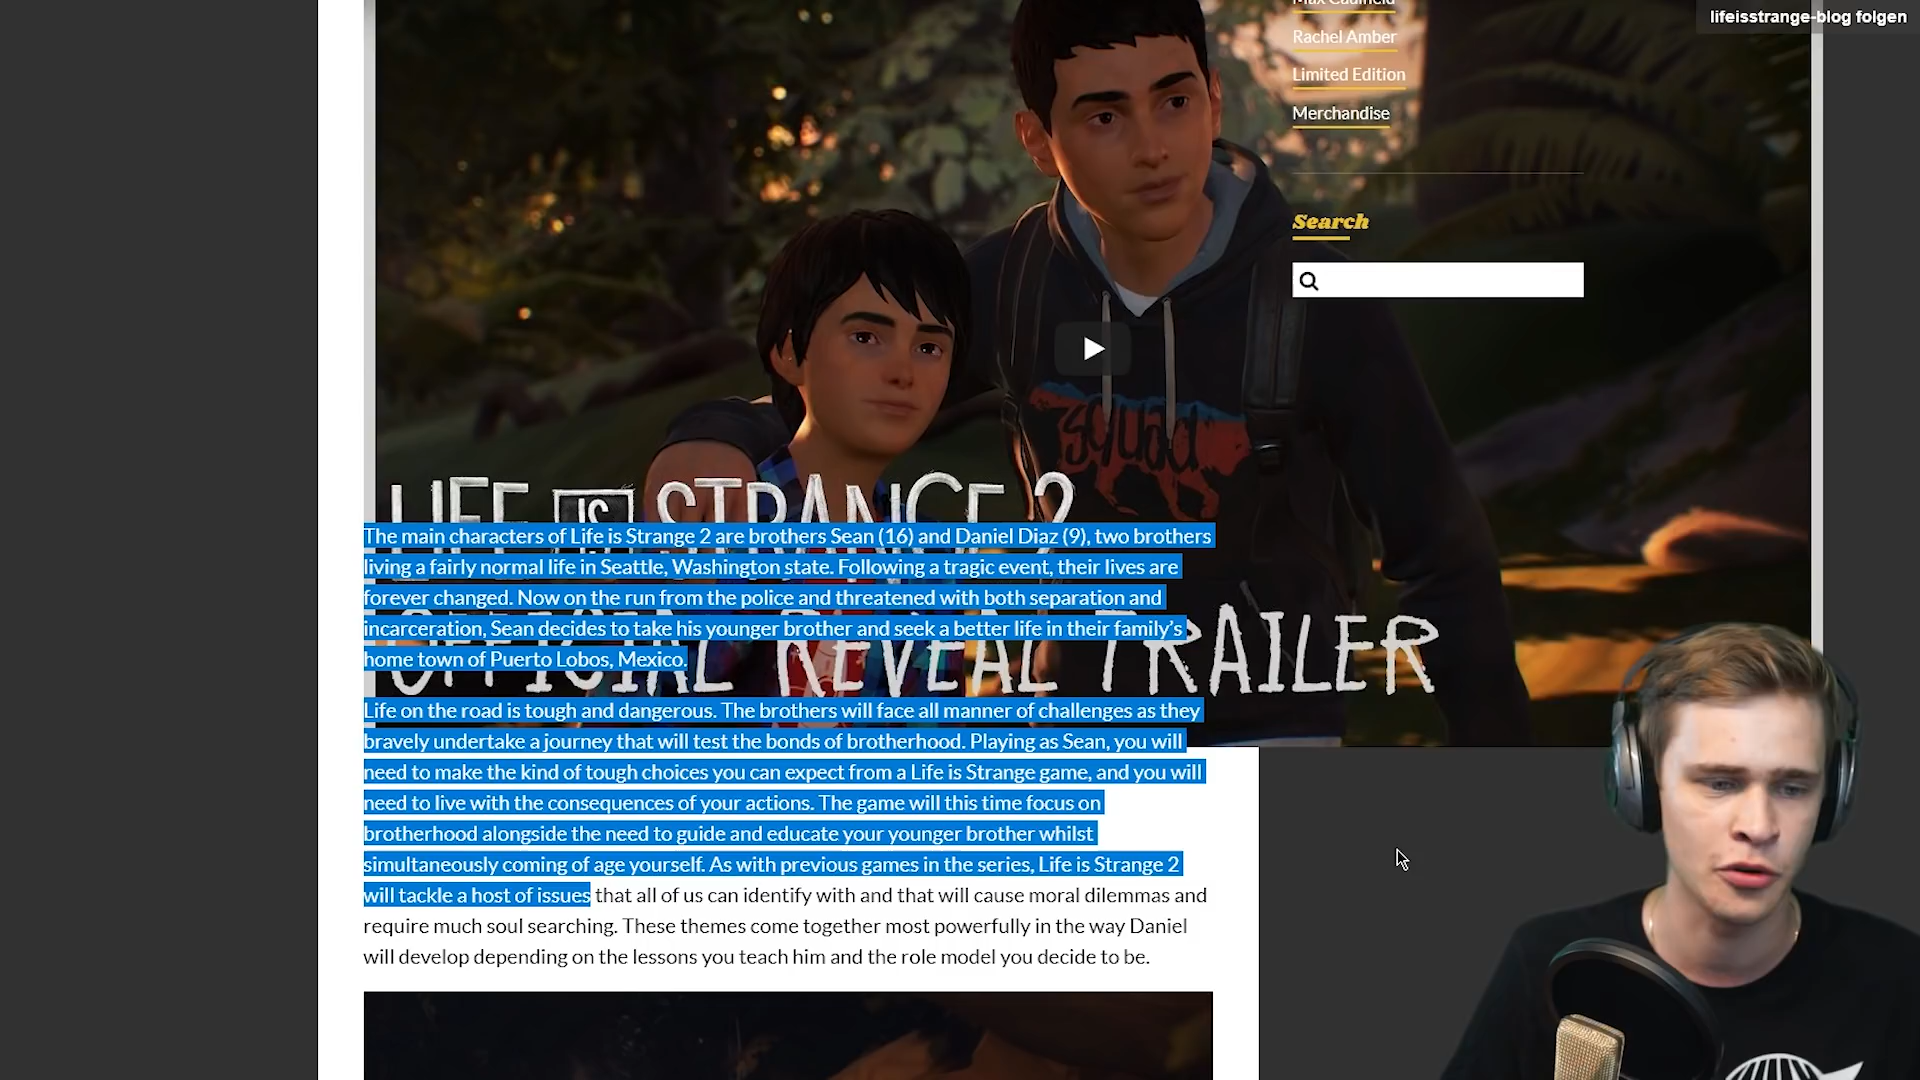 lifeisstrange-blog folgen
Max Caulfield
Rachel Amber
Limited Edition
Merchandise
Search
squad
LIFE IS STRANGE 2
OFFICIAL REVEAL TRAILER
The main characters of Life is Strange 2 are brothers Sean (16) and Daniel Diaz (9), two brothers
living a fairly normal life in Seattle, Washington state. Following a tragic event, their lives are
forever changed. Now on the run from the police and threatened with both separation and
incarceration, Sean decides to take his younger brother and seek a better life in their family’s
home town of Puerto Lobos, Mexico.
Life on the road is tough and dangerous. The brothers will face all manner of challenges as they
bravely undertake a journey that will test the bonds of brotherhood. Playing as Sean, you will
need to make the kind of tough choices you can expect from a Life is Strange game, and you will
need to live with the consequences of your actions. The game will this time focus on
brotherhood alongside the need to guide and educate your younger brother whilst
simultaneously coming of age yourself. As with previous games in the series, Life is Strange 2
will tackle a host of issues that all of us can identify with and that will cause moral dilemmas and
require much soul searching. These themes come together most powerfully in the way Daniel
will develop depending on the lessons you teach him and the role model you decide to be.